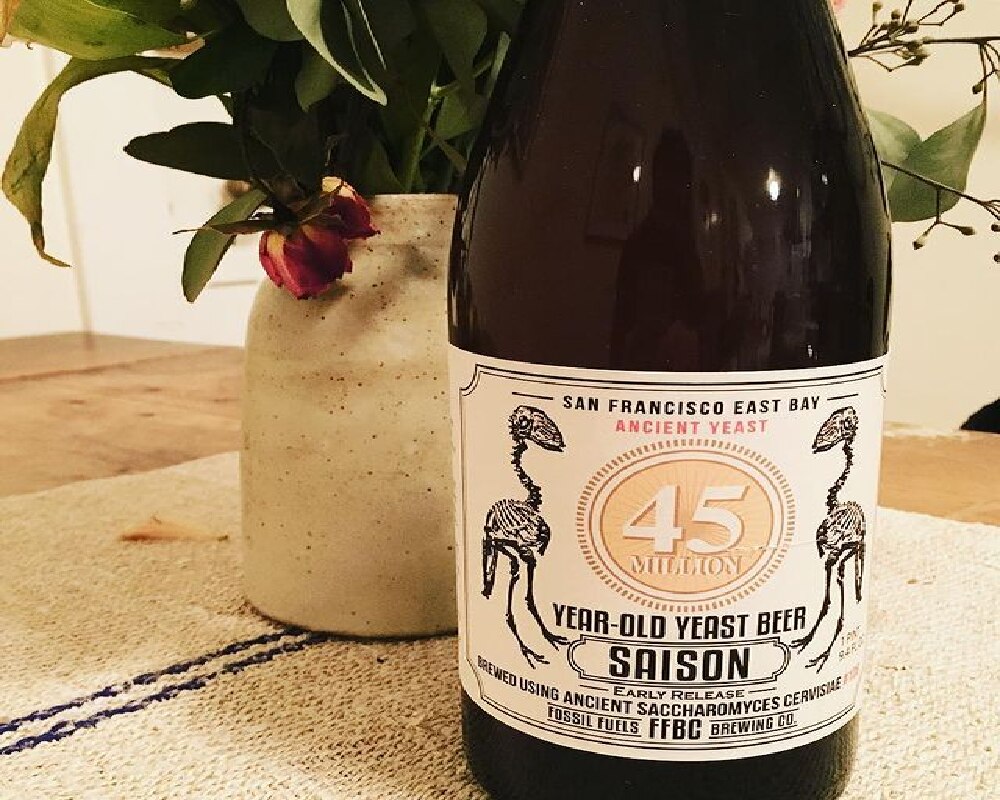 SAN FRANCISCO EAST BAY
ANCIENT YEAST
45
MILLION
YEAR-OLD YEAST BEER
SAISON
EARLY RELEASE
BREWED USING ANCIENT SACCHAROMYCES CERVISIAE
FOSSIL FUELS FFBC BREWING CO.